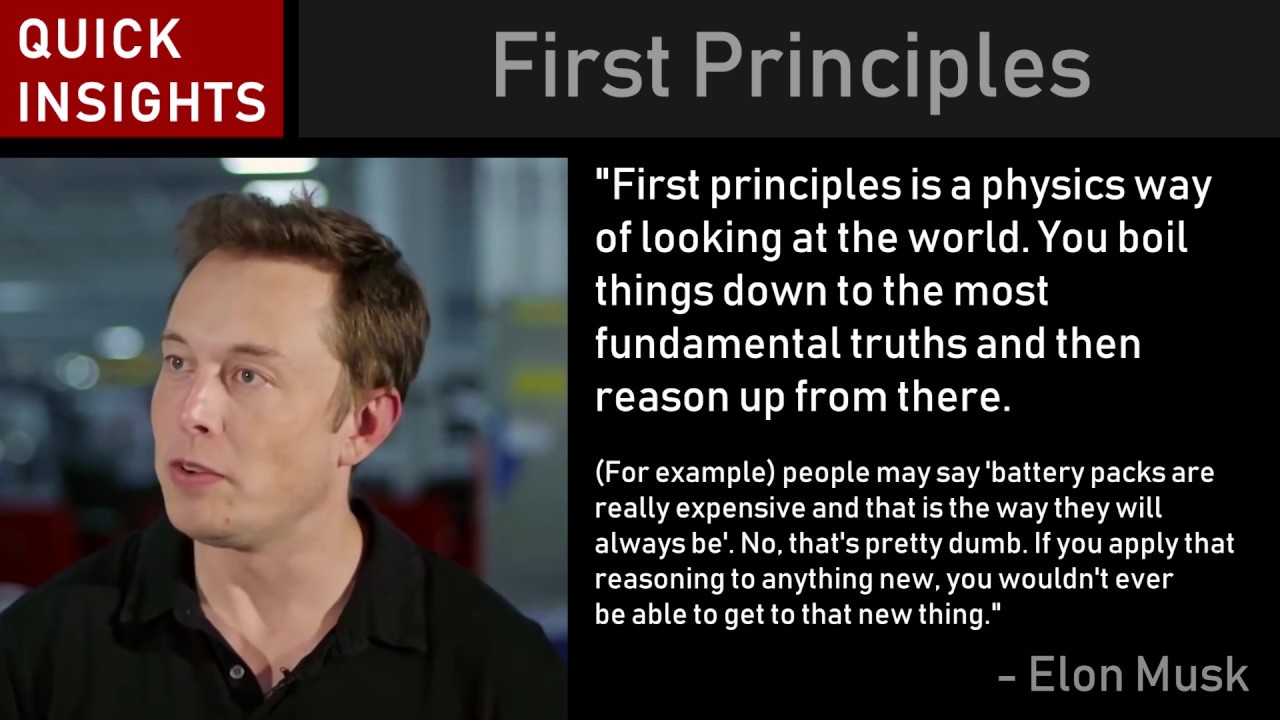 QUICK
INSIGHTS
First Principles
"First principles is a physics way
of looking at the world. You boil
things down to the most
fundamental truths and then
reason up from there.
(For example) people may say 'battery packs are
really expensive and that is the way they will
always be'. No, that's pretty dumb. If you apply that
reasoning to anything new, you wouldn't ever
be able to get to that new thing."
- Elon Musk